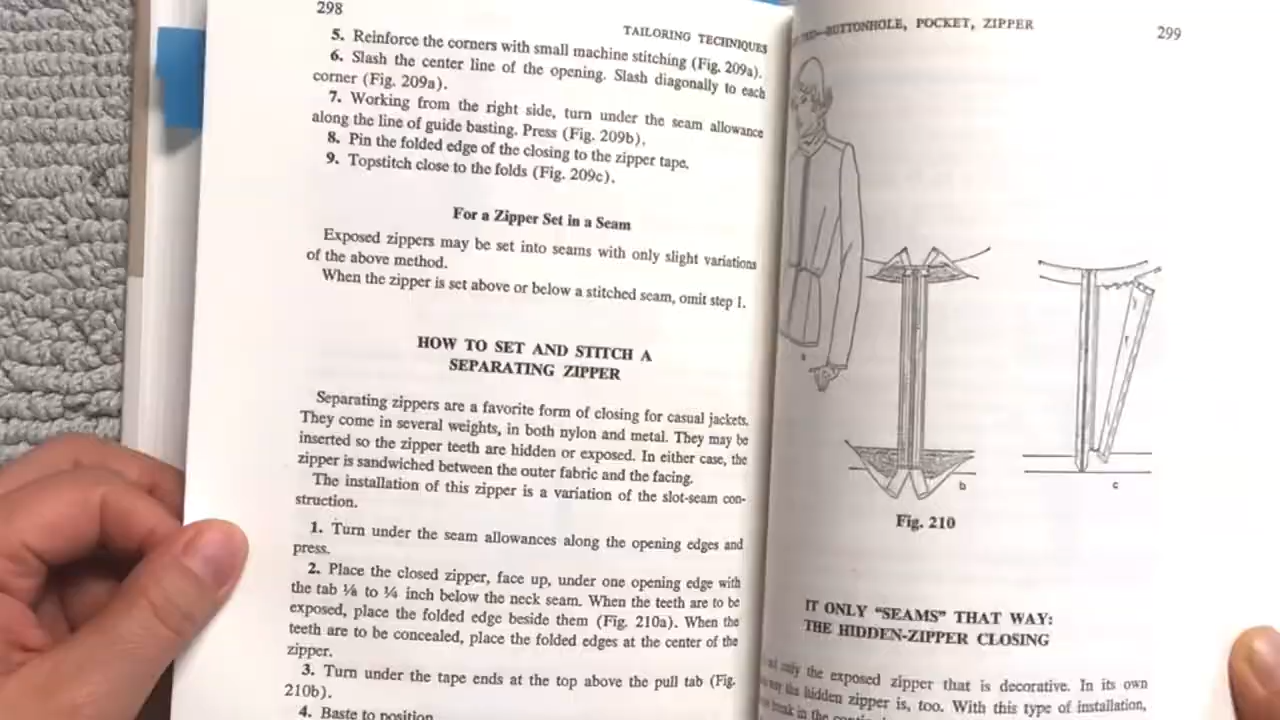 298
TAILORING TECHNIQUES
5. Reinforce the corners with small machine stitching (Fig. 209a).
6. Slash the center line of the opening. Slash diagonally to each
corner (Fig. 209a).
7. Working from the right side, turn under the seam allowance
along the line of guide basting. Press (Fig. 209b).
8. Pin the folded edge of the closing to the zipper tape.
9. Topstitch close to the folds (Fig. 209c).
For a Zipper Set in a Seam
Exposed zippers may be set into seams with only slight variations
of the above method.
When the zipper is set above or below a stitched seam, omit step 1.
HOW TO SET AND STITCH A
SEPARATING ZIPPER
Separating zippers are a favorite form of closing for casual jackets.
They come in several weights, in both nylon and metal. They may be
inserted so the zipper teeth are hidden or exposed. In either case, the
zipper is sandwiched between the outer fabric and the facing.
The installation of this zipper is a variation of the slot-seam con-
struction.
1. Turn under the seam allowances along the opening edges and
press.
2. Place the closed zipper, face up, under one opening edge with
the tab ⅛ to ¼ inch below the neck seam. When the teeth are to be
exposed, place the folded edge beside them (Fig. 210a). When the
teeth are to be concealed, place the folded edges at the center of the
zipper.
3. Turn under the tape ends at the top above the pull tab (Fig.
210b).
4. Baste to position
BUTTONHOLE, POCKET, ZIPPER
299
a
b
c
Fig. 210
IT ONLY "SEAMS" THAT WAY:
THE HIDDEN-ZIPPER CLOSING
only the exposed zipper that is decorative. In its own
hidden zipper is, too. With this type of installation,
break in the